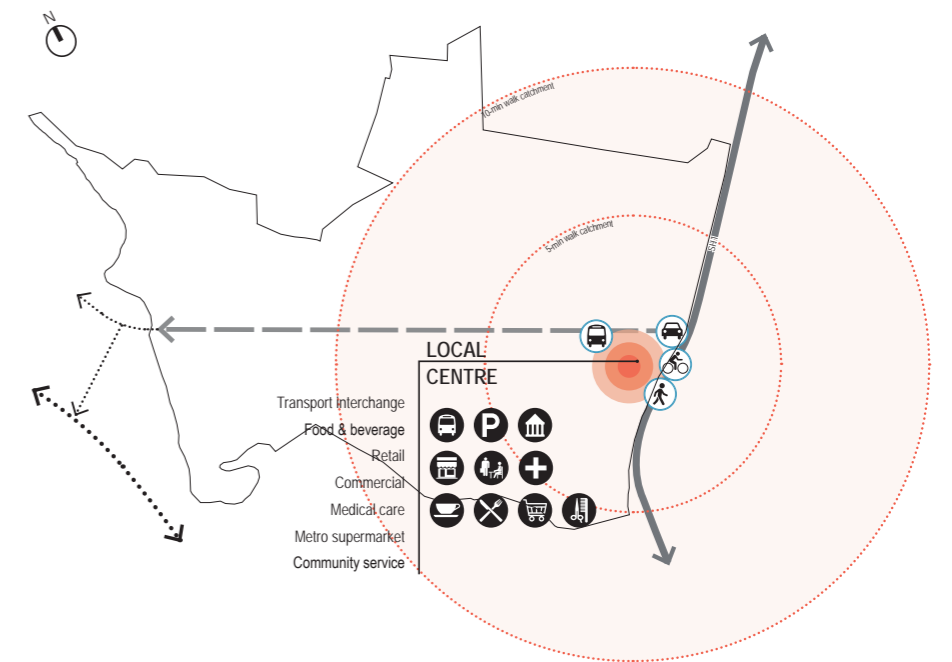 N
10-min walk catchment
5-min walk catchment
LOCAL
CENTRE
Transport Interchange
Food & beverage
Retail
Commercial
Medical care
Metro supermarket
Community service
P